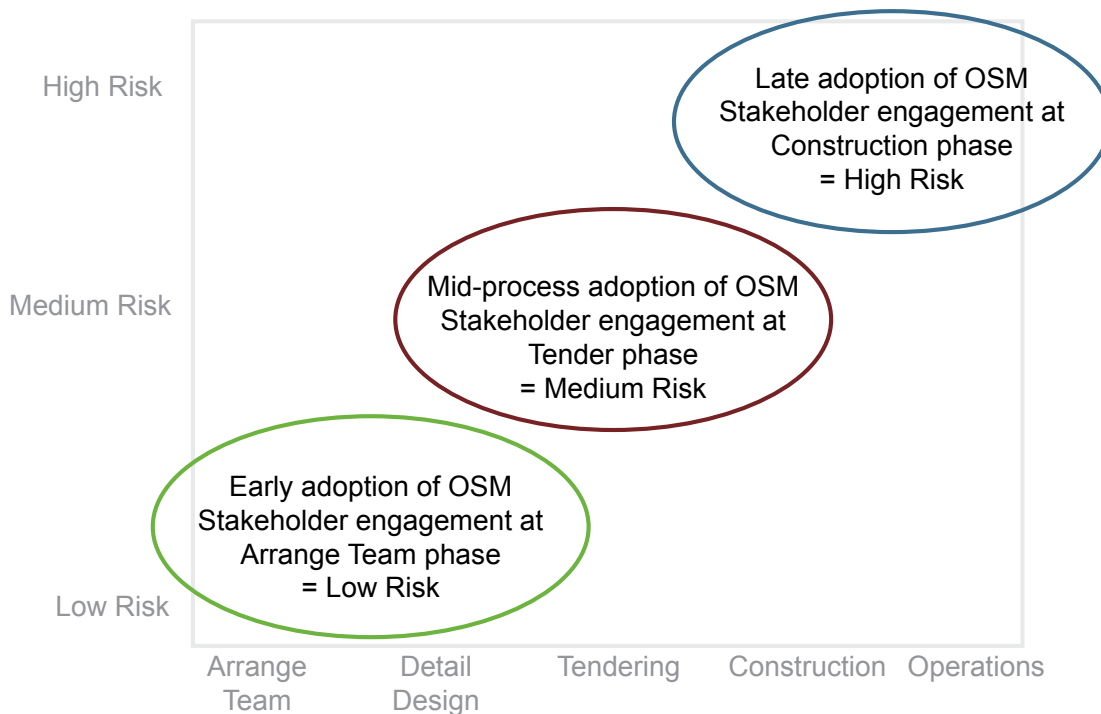 High Risk
Late adoption of OSM
Stakeholder engagement at
Construction phase
= High Risk
Medium Risk
Mid-process adoption of OSM
Stakeholder engagement at
Tender phase
= Medium Risk
Early adoption of OSM
Stakeholder engagement at
Arrange Team phase
= Low Risk
Low Risk
Arrange
Team
Detail
Design
Tendering
Construction
Operations